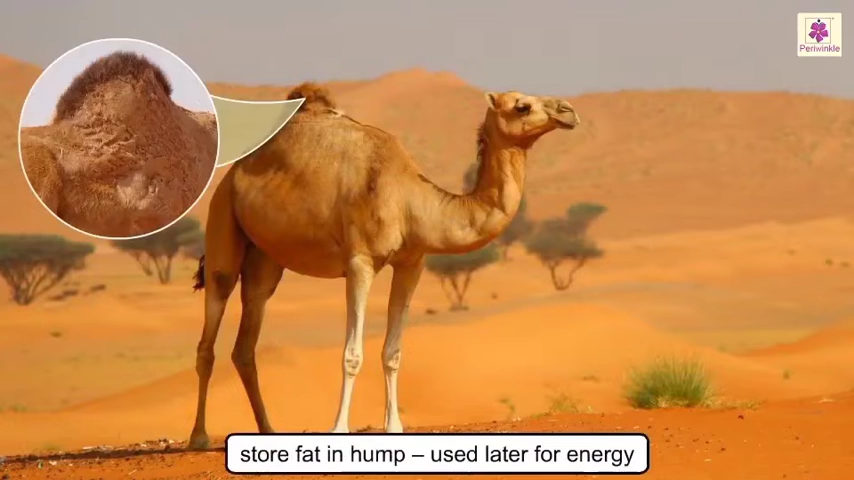 Periwinkle
store fat in hump – used later for energy